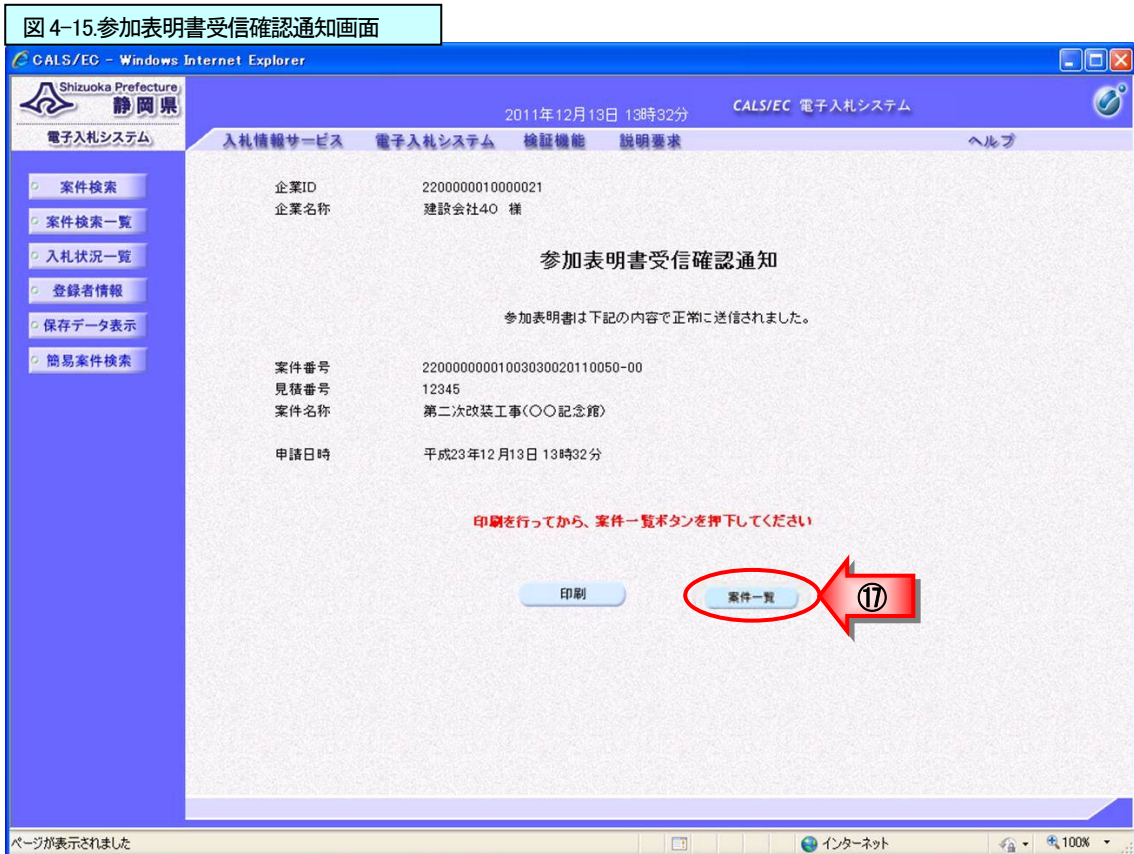 図 4-15.参加表明書受信確認通知画面
CALS/EC - Windows Internet Explorer
Shizuoka Prefecture
静岡県
電子入札システム
2011年12月13日 13時32分
CALS/EC 電子入札システム
入札情報サービス 電子入札システム 検証機能 説明要求 ヘルプ
案件検索
案件検索一覧
入札状況一覧
登録者情報
保存データ表示
簡易案件検索
企業ID 2200000010000021
企業名称 建設会社40 様
参加表明書受信確認通知
参加表明書は下記の内容で正常に送信されました。
案件番号 2200000000100303002011 0050-00
見積番号 12345
案件名称 第二次改装工事(〇〇記念館)
申請日時 平成23年12月13日 13時32分
印刷を行ってから、案件一覧ボタンを押下してください
印刷 案件一覧
⑰
ページが表示されました インターネット 100%